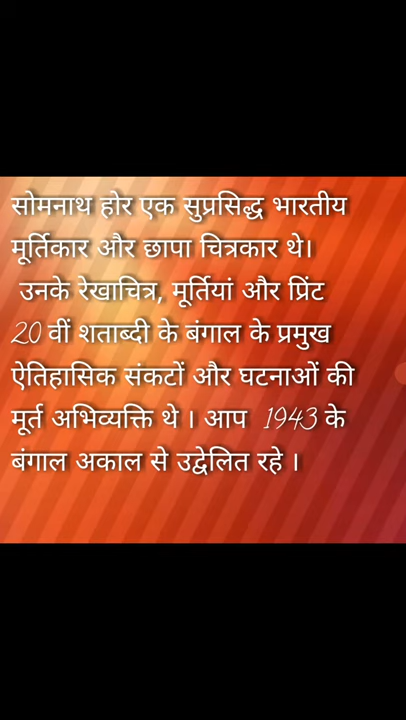 सोमनाथ होर एक सुप्रसिद्ध भारतीय
मूर्तिकार और छापा चित्रकार थे।
उनके रेखाचित्र, मूर्तियां और प्रिंट
20 वीं शताब्दी के बंगाल के प्रमुख
ऐतिहासिक संकटों और घटनाओं की
मूर्त अभिव्यक्ति थे । आप 1943 के
बंगाल अकाल से उद्वेलित रहे ।